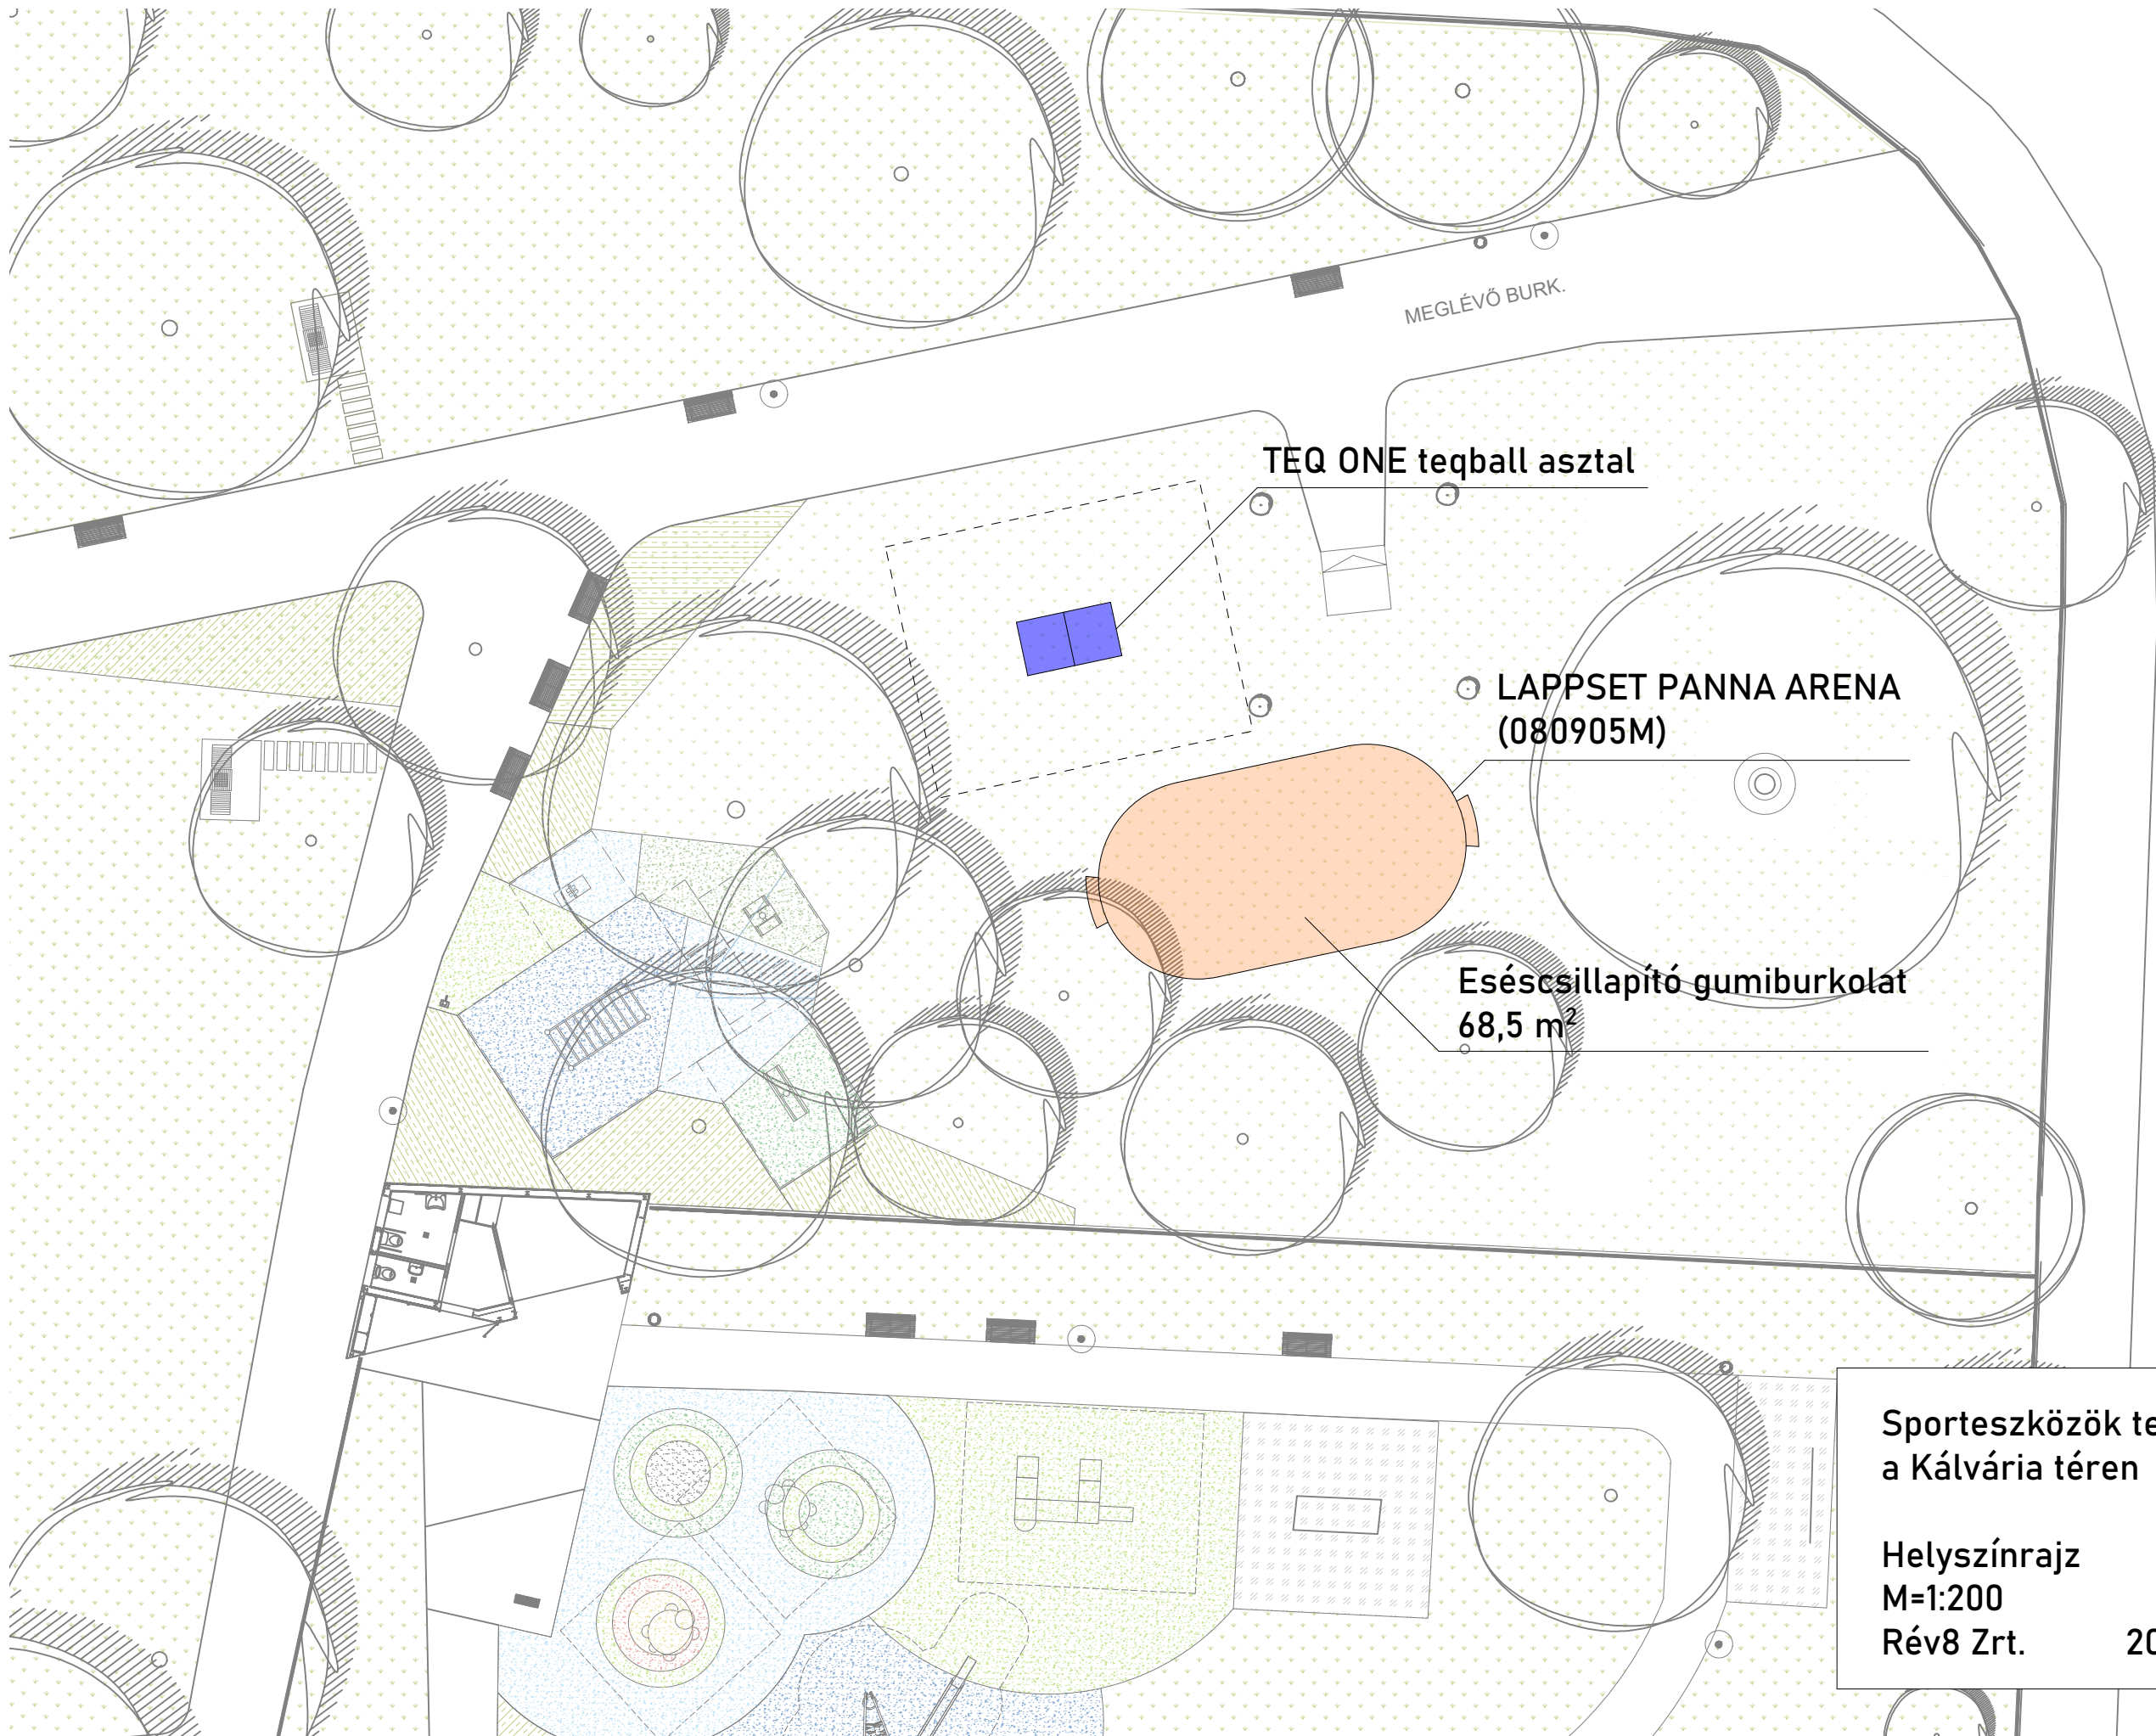 MEGLÉVŐ BURK.
TEQ ONE teqball asztal
LAPPSET PANNA ARENA
(080905M)
Eséscsillapító gumiburkolat
68,5 m²
Sporteszközök te
a Kálvária téren
Helyszínrajz
M=1:200
Rév8 Zrt. 20